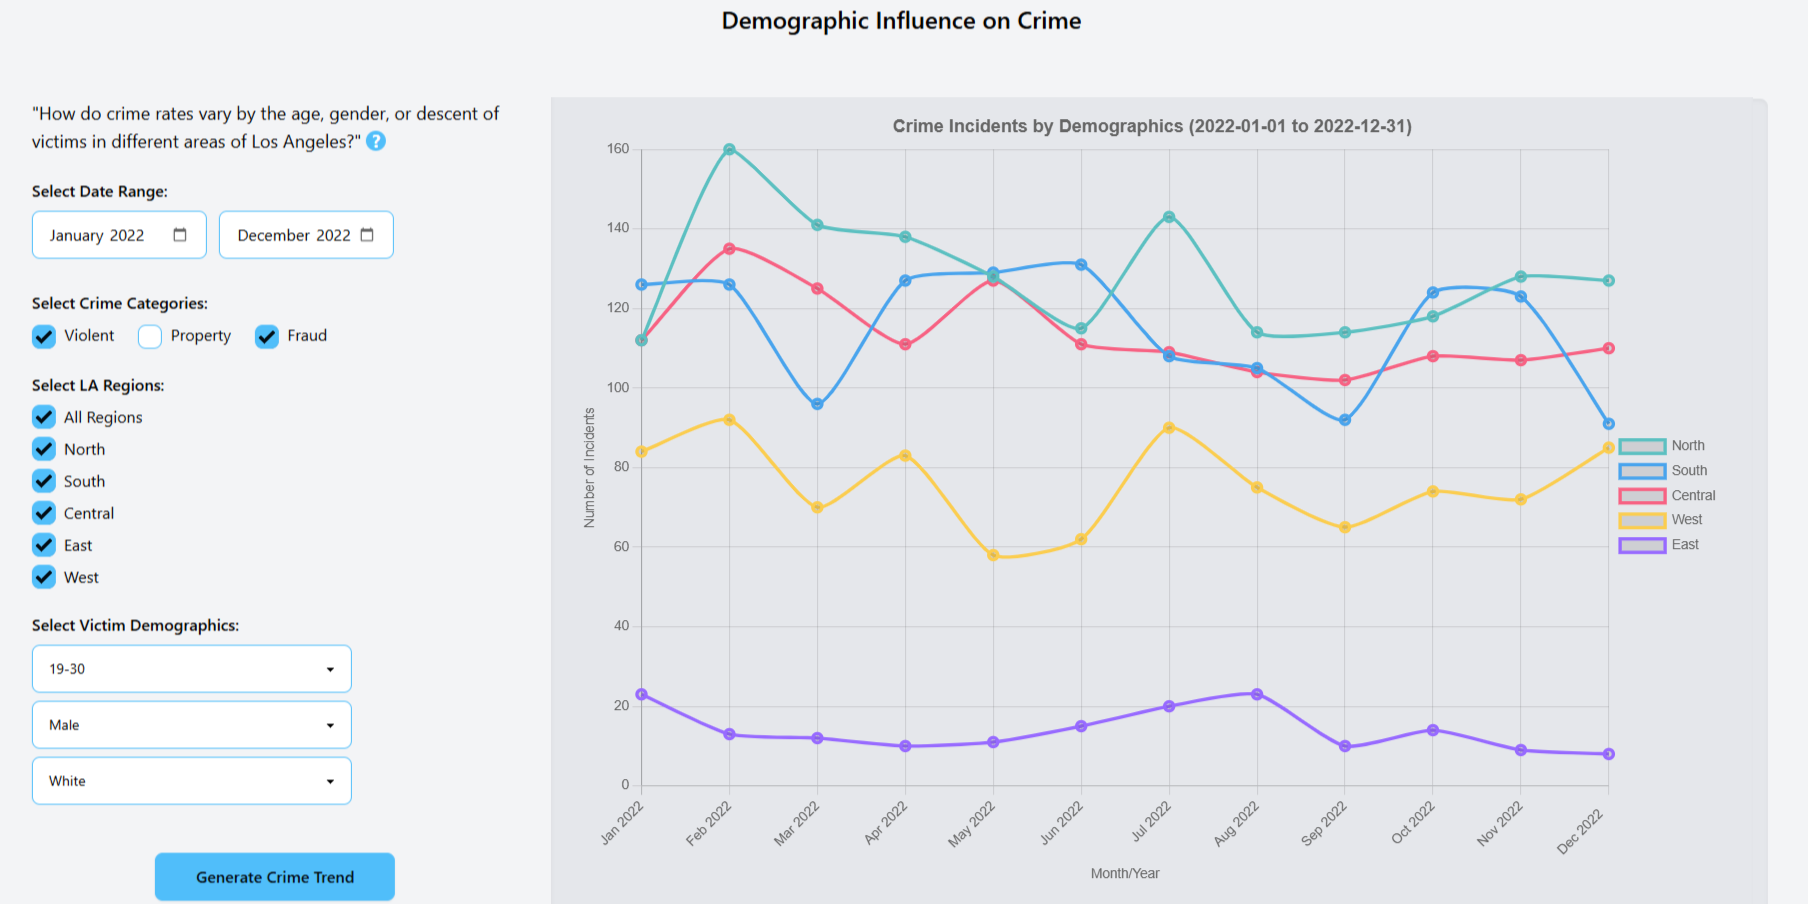 Demographic Influence on Crime
"How do crime rates vary by the age, gender, or descent of
victims in different areas of Los Angeles?" ?
Select Date Range:
January 2022
December 2022
Select Crime Categories:
Violent
Property
Fraud
Select LA Regions:
All Regions
North
South
Central
East
West
Select Victim Demographics:
19-30
Male
White
Generate Crime Trend
Crime Incidents by Demographics (2022-01-01 to 2022-12-31)
Number of Incidents
160
140
120
100
80
60
40
20
0
Jan 2022
Feb 2022
Mar 2022
Apr 2022
May 2022
Jun 2022
Jul 2022
Aug 2022
Sep 2022
Oct 2022
Nov 2022
Dec 2022
Month/Year
North
South
Central
West
East